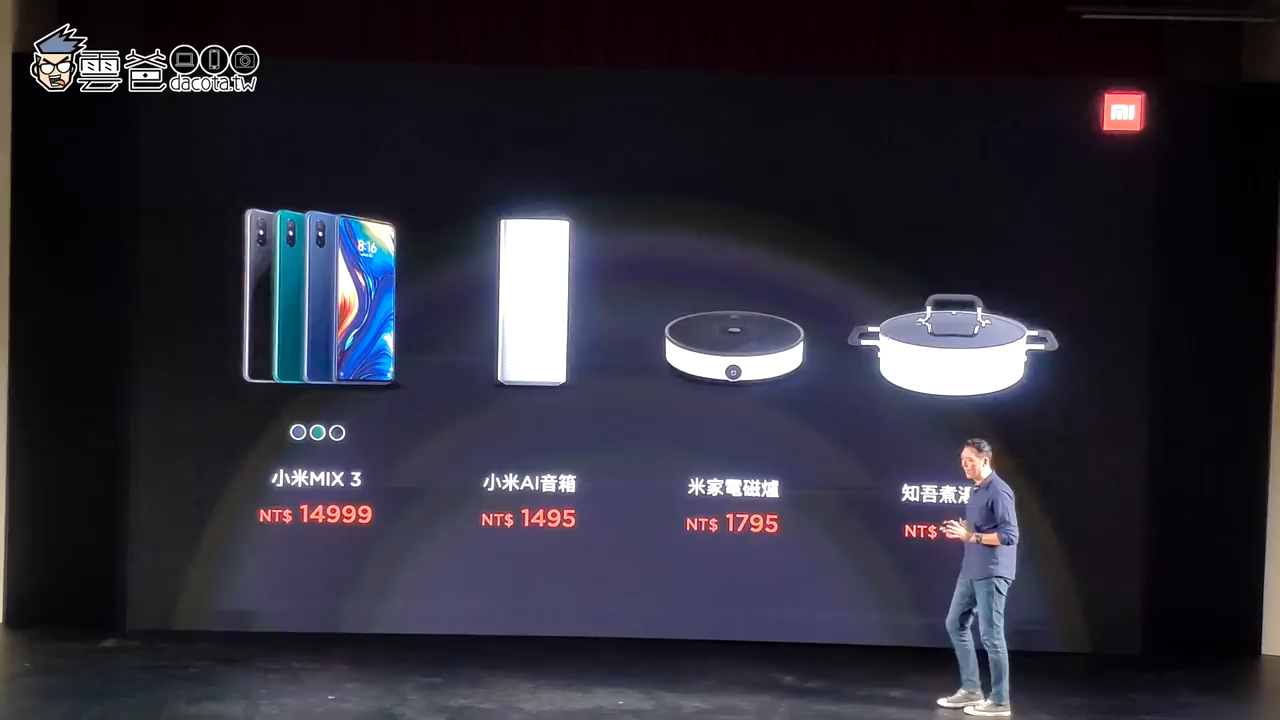 雲爸
dacota.tw
MI
8:16
小米MIX 3
NT$ 14999
小米AI音箱
NT$ 1495
米家電磁爐
NT$ 1795
知吾煮
NT$